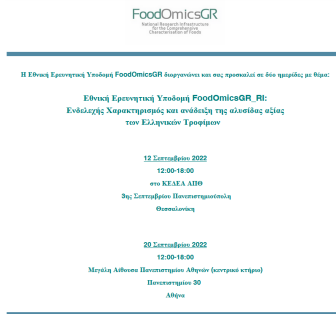 FoodOmicsGR
National Research Infrastructure
for the Comprehensive
Characterisation of Foods
Η Εθνική Ερευνητική Υποδομή FoodOmicsGR διοργανώνει και σας προσκαλεί σε δύο ημερίδες με θέμα:
Εθνική Ερευνητική Υποδομή FoodOmicsGR_RI:
Ενδελεχής Χαρακτηρισμός και ανάδειξη της αλυσίδας αξίας
των Ελληνικών Τροφίμων
12 Σεπτεμβρίου 2022
12:00-18:00
στο ΚΕΔΕΑ ΑΠΘ
3ης Σεπτεμβρίου Πανεπιστημιούπολη
Θεσσαλονίκη
20 Σεπτεμβρίου 2022
12:00-18:00
Μεγάλη Αίθουσα Πανεπιστημίου Αθηνών (κεντρικό κτήριο)
Πανεπιστημίου 30
Αθήνα